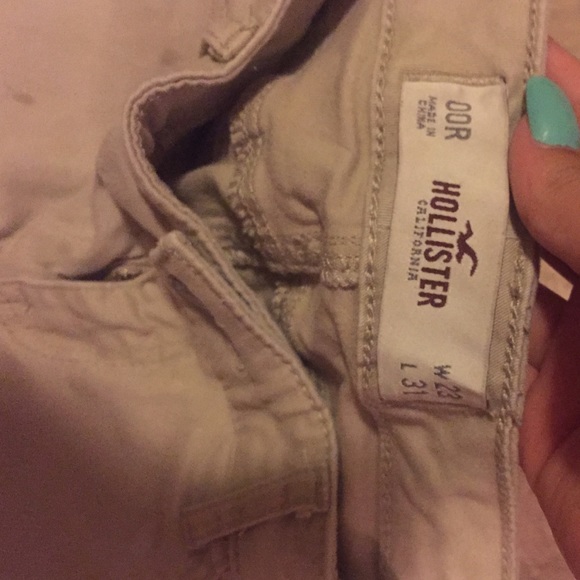 00R
MADE IN
CHINA
HOLLISTER
CALIFORNIA
W 23
L 31